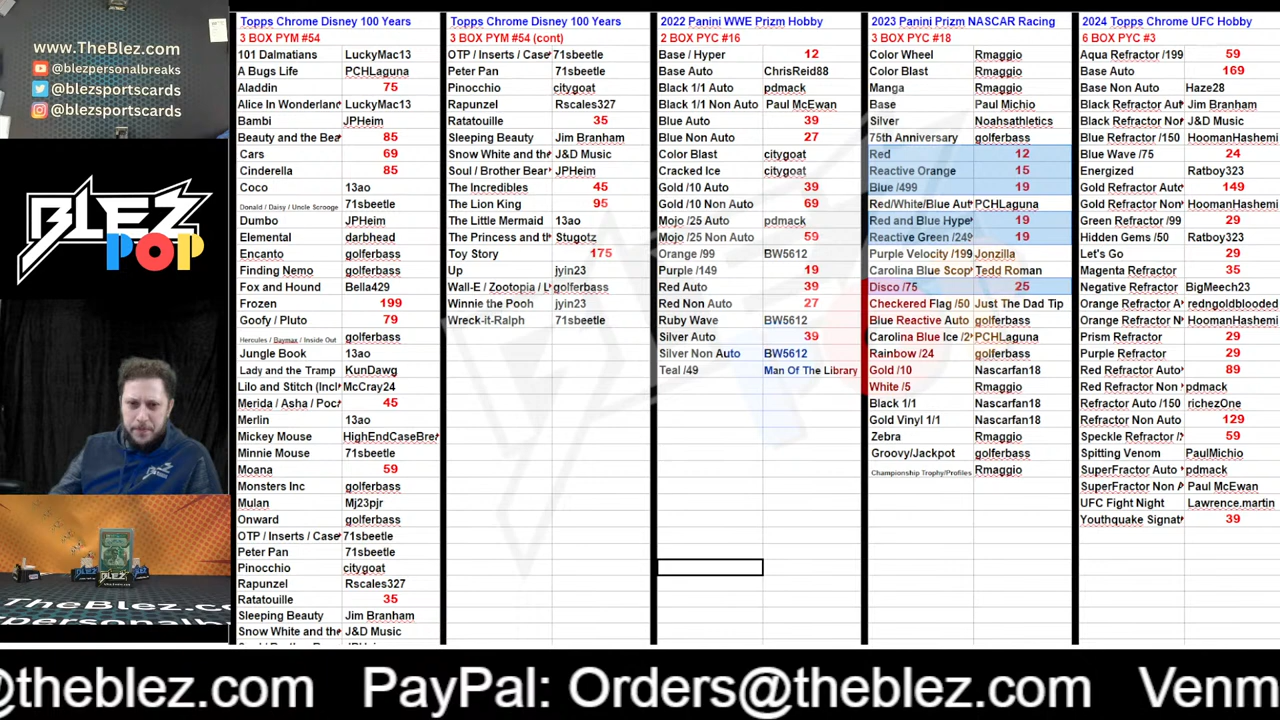 www.TheBlez.com
@blezpersonalbreaks
@blezsportscards
@blezsportscards
BLEZ
POP
BLEZ
TheBlez.co
Topps Chrome Disney 100 Years
3 BOX PYM #54
101 Dalmatians LuckyMac13
A Bugs Life PCHLaguna
Aladdin 75
Alice In Wonderlan LuckyMac13
Bambi JPHeim
Beauty and the Bea 85
Cars 69
Cinderella 85
Coco 13ao
Donald / Daisy / Uncle Scrooge 71sbeetle
Dumbo JPHeim
Elemental darbhead
Encanto golferbass
Finding Nemo golferbass
Fox and Hound Bella429
Frozen 199
Goofy / Pluto 79
Hercules / Baymax / Inside Out golferbass
Jungle Book 13ao
Lady and the Tramp KunDawg
Lilo and Stitch (Incl McCray24
Merida / Asha / Poc 45
Merlin 13ao
Mickey Mouse HighEndCaseBre
Minnie Mouse 71sbeetle
Moana 59
Monsters Inc golferbass
Mulan Mj23pjr
Onward golferbass
OTP / Inserts / Case 71sbeetle
Peter Pan 71sbeetle
Pinocchio citygoat
Rapunzel Rscales327
Ratatouille 35
Sleeping Beauty Jim Branham
Snow White and the J&D Music
Topps Chrome Disney 100 Years
3 BOX PYM #54 (cont)
OTP / Inserts / Case 71sbeetle
Peter Pan 71sbeetle
Pinocchio citygoat
Rapunzel Rscales327
Ratatouille 35
Sleeping Beauty Jim Branham
Snow White and the J&D Music
Soul / Brother Bear JPHeim
The Incredibles 45
The Lion King 95
The Little Mermaid 13ao
The Princess and th Stugotz
Toy Story 175
Up jyin23
Wall-E / Zootopia / L golferbass
Winnie the Pooh jyin23
Wreck-it-Ralph 71sbeetle
2022 Panini WWE Prizm Hobby
2 BOX PYC #16
Base / Hyper 12
Base Auto ChrisReid88
Black 1/1 Auto pdmack
Black 1/1 Non Auto Paul McEwan
Blue Auto 39
Blue Non Auto 27
Color Blast citygoat
Cracked Ice citygoat
Gold /10 Auto 39
Gold /10 Non Auto 69
Mojo /25 Auto pdmack
Mojo /25 Non Auto 59
Orange /99 BW5612
Purple /149 19
Red Auto 39
Red Non Auto 27
Ruby Wave BW5612
Silver Auto 39
Silver Non Auto BW5612
Teal /49 Man Of The Library
2023 Panini Prizm NASCAR Racing
3 BOX PYC #18
Color Wheel Rmaggio
Color Blast Rmaggio
Manga Rmaggio
Base Paul Michio
Silver Noahsathletics
75th Anniversary golferbass
Red 12
Reactive Orange 15
Blue /499 19
Red/White/Blue Aut PCHLaguna
Red and Blue Hype 19
Reactive Green /249 19
Purple Velocity /199 Jonzilla
Carolina Blue Scop Tedd Roman
Disco /75 25
Checkered Flag /50 Just The Dad Tip
Blue Reactive Auto golferbass
Carolina Blue Ice /2 PCHLaguna
Rainbow /24 golferbass
Gold /10 Nascarfan18
White /5 Rmaggio
Black 1/1 Nascarfan18
Gold Vinyl 1/1 Nascarfan18
Zebra Rmaggio
Groovy/Jackpot golferbass
Championship Trophy/Profiles Rmaggio
2024 Topps Chrome UFC Hobby
6 BOX PYC #3
Aqua Refractor /199 59
Base Auto 169
Base Non Auto Haze28
Black Refractor Aut Jim Branham
Black Refractor Non J&D Music
Blue Refractor /150 HoomanHashemi
Blue Wave /75 24
Energized Ratboy323
Gold Refractor Auto 149
Gold Refractor Non PCHLaguna
Green Refractor /99 29
Hidden Gems /50 Ratboy323
Let's Go 29
Magenta Refractor 35
Negative Refractor BigMeech23
Orange Refractor A redngoldblooded
Orange Refractor N HoomanHashemi
Prism Refractor 29
Purple Refractor 29
Red Refractor Auto 89
Red Refractor Non pdmack
Refractor Auto /150 richezOne
Refractor Non Auto 129
Speckle Refractor /2 59
Spitting Venom PaulMichio
SuperFractor Auto pdmack
SuperFractor Non A Paul McEwan
UFC Fight Night Lawrence.martin
Youthquake Signat 39
@theblez.com PayPal: Orders@theblez.com Venm